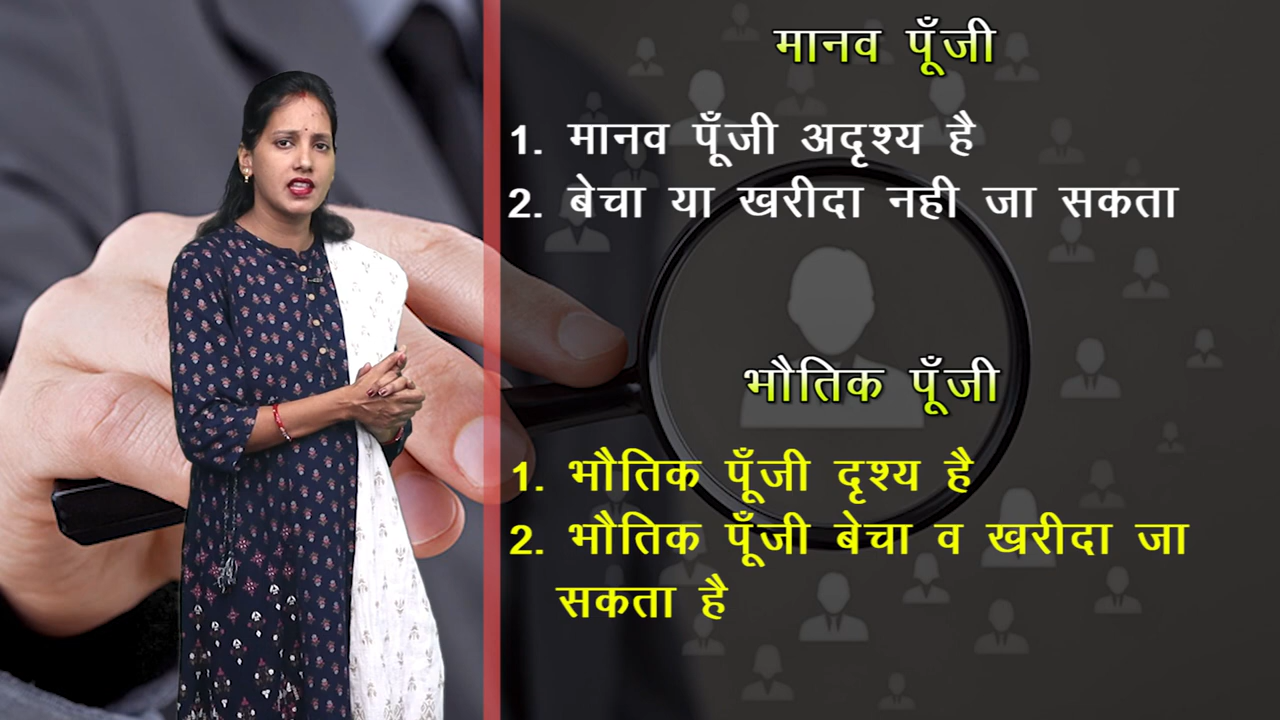 मानव पूँजी
1. मानव पूँजी अदृश्य है
2. बेचा या खरीदा नही जा सकता
भौतिक पूँजी
1. भौतिक पूँजी दृश्य है
2. भौतिक पूँजी बेचा व खरीदा जा
सकता है